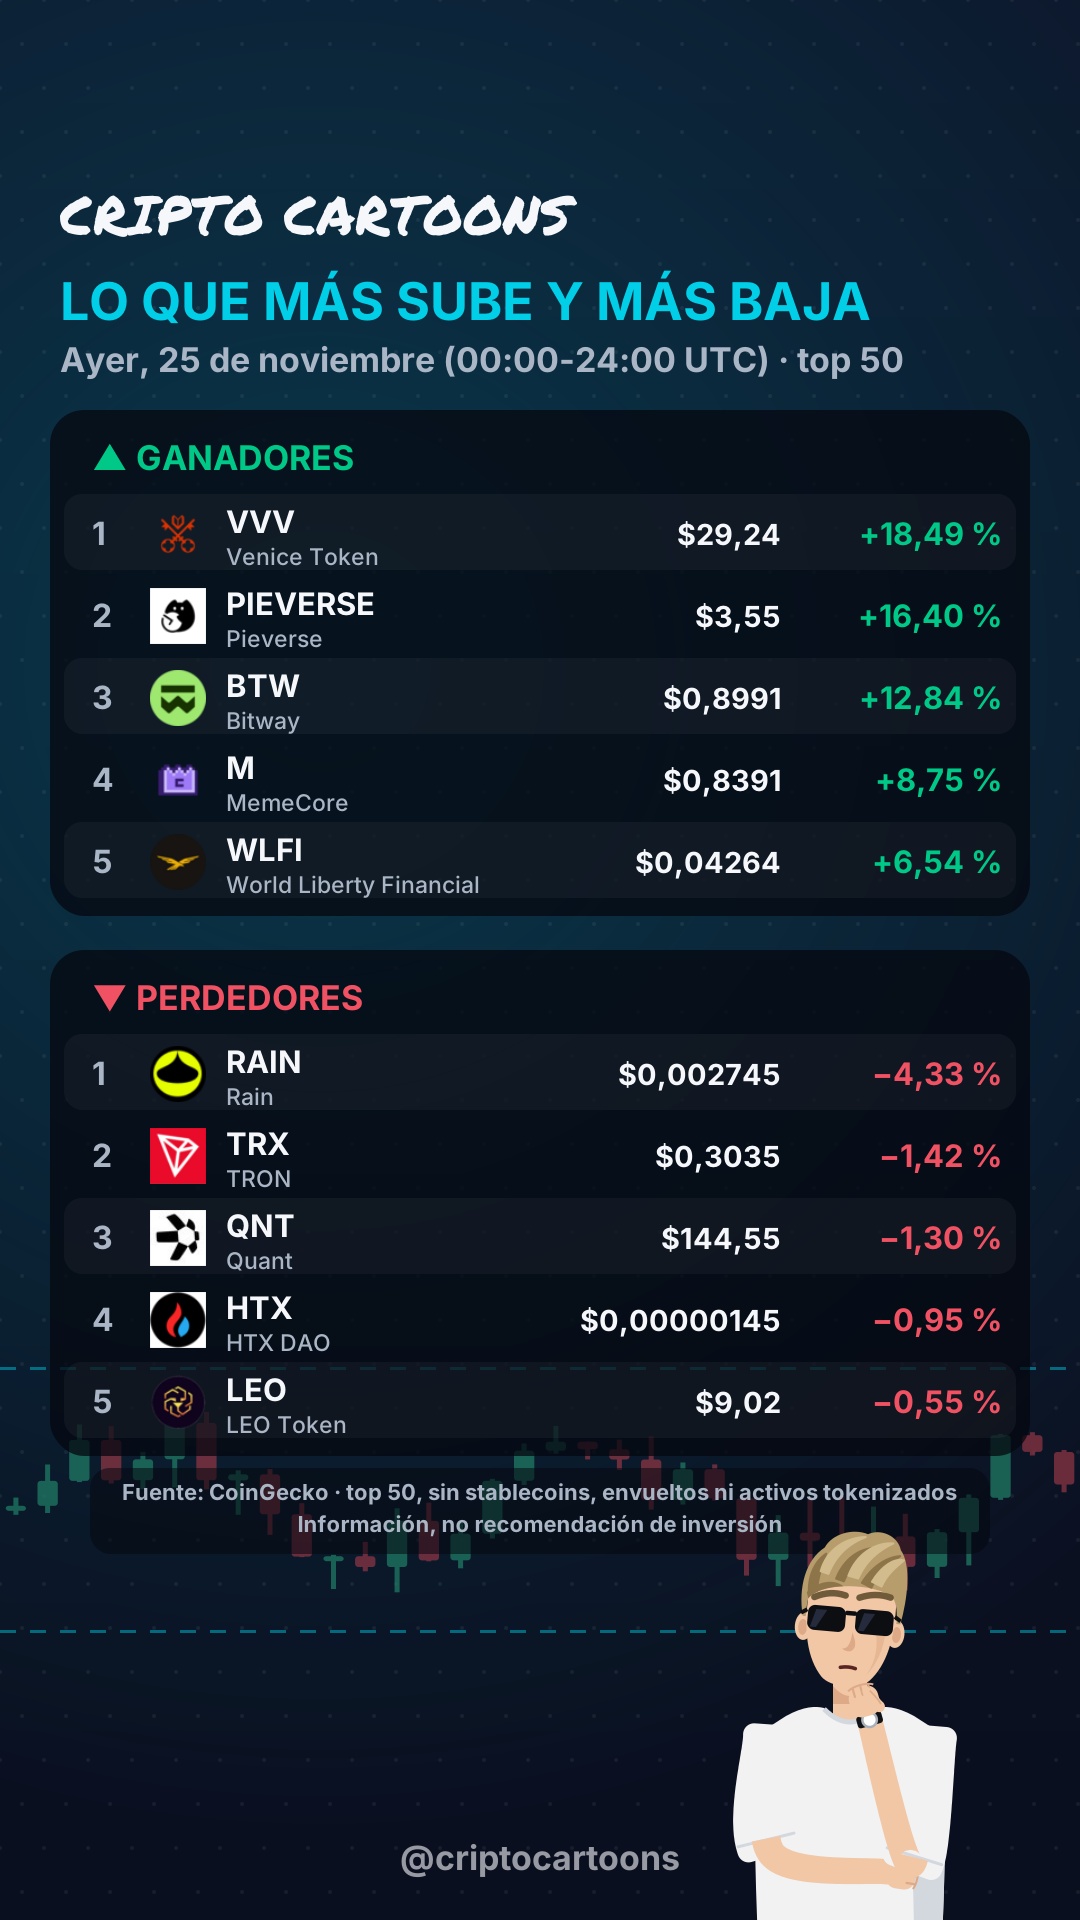 CRIPTO CARTOONS
LO QUE MÁS SUBE Y MÁS BAJA
Ayer, 25 de noviembre (00:00-24:00 UTC) · top 50
▲ GANADORES
1 VVV $29,24 +18,49 %
Venice Token
2 PIEVERSE $3,55 +16,40 %
Pieverse
3 BTW $0,8991 +12,84 %
Bitway
4 M $0,8391 +8,75 %
MemeCore
5 WLFI $0,04264 +6,54 %
World Liberty Financial
▼ PERDEDORES
1 RAIN $0,002745 −4,33 %
Rain
2 TRX $0,3035 −1,42 %
TRON
3 QNT $144,55 −1,30 %
Quant
4 HTX $0,00000145 −0,95 %
HTX DAO
5 LEO $9,02 −0,55 %
LEO Token
Fuente: CoinGecko · top 50, sin stablecoins, envueltos ni activos tokenizados
Información, no recomendación de inversión
@criptocartoons